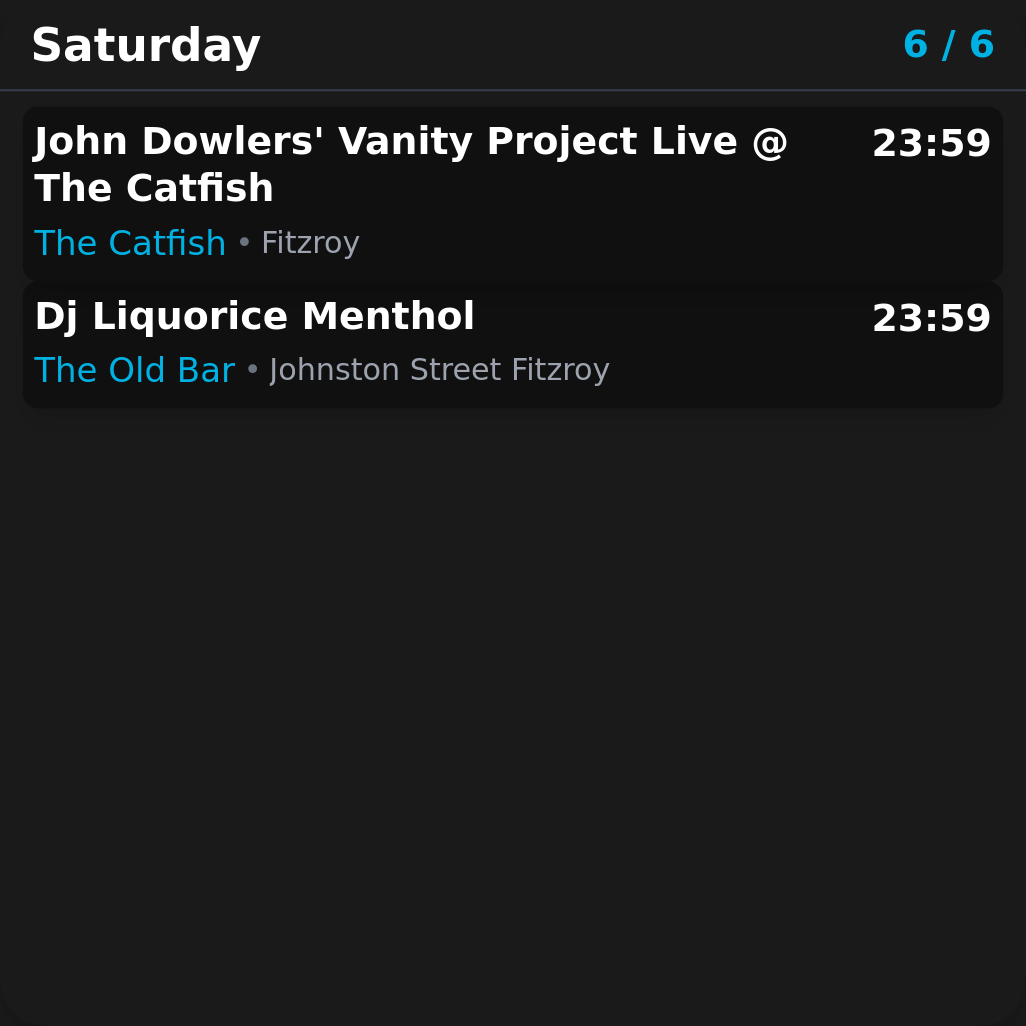 Saturday
6 / 6
John Dowlers' Vanity Project Live @
The Catfish
23:59
The Catfish • Fitzroy
Dj Liquorice Menthol
23:59
The Old Bar • Johnston Street Fitzroy